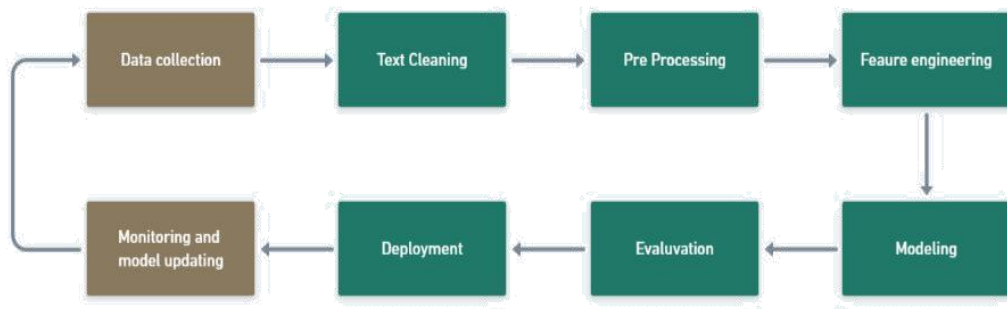 Data collection
Text Cleaning
Pre Processing
Feaure engineering
Monitoring and
model updating
Deployment
Evaluvation
Modeling